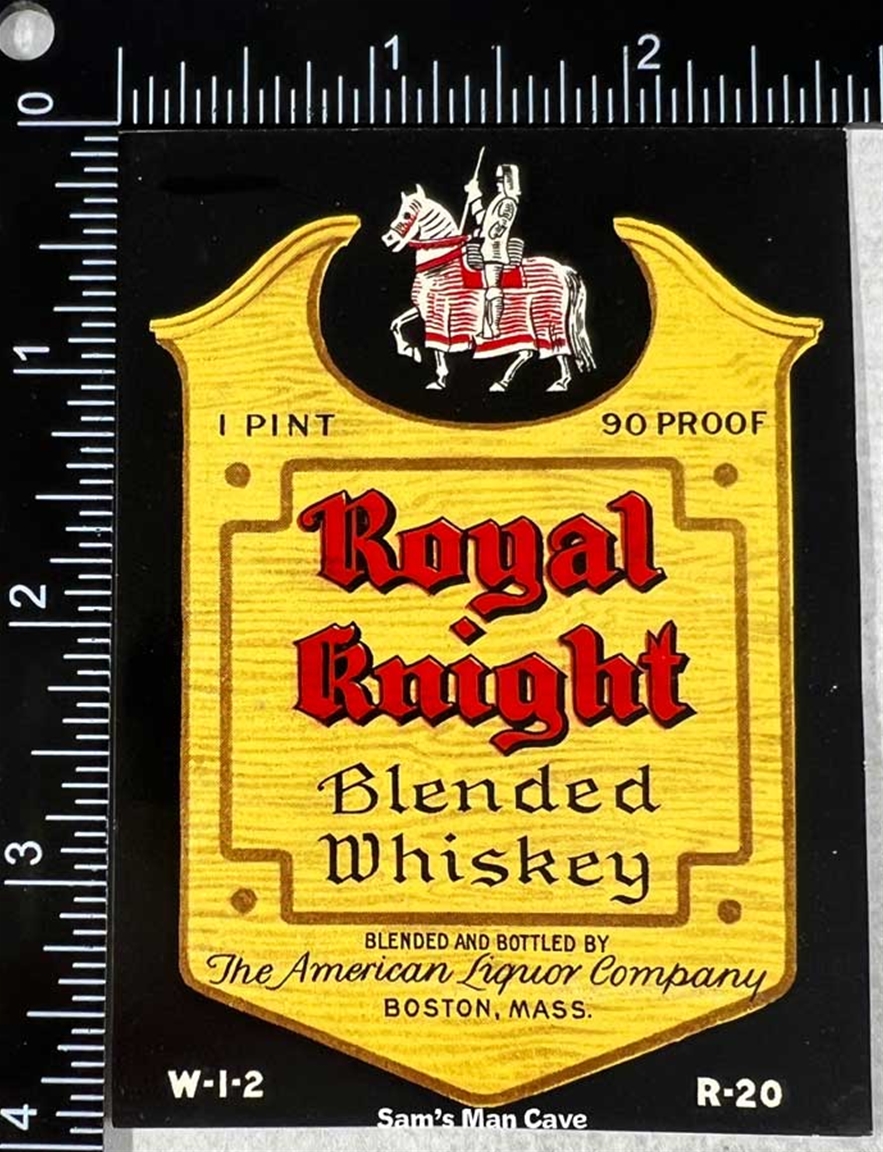 1 2
0
1 PINT 90 PROOF
1
Royal
Knight
2
Blended
Whiskey
3
BLENDED AND BOTTLED BY
The American Liquor Company
BOSTON, MASS.
W-1-2 R-20
4
Sam's Man Cave